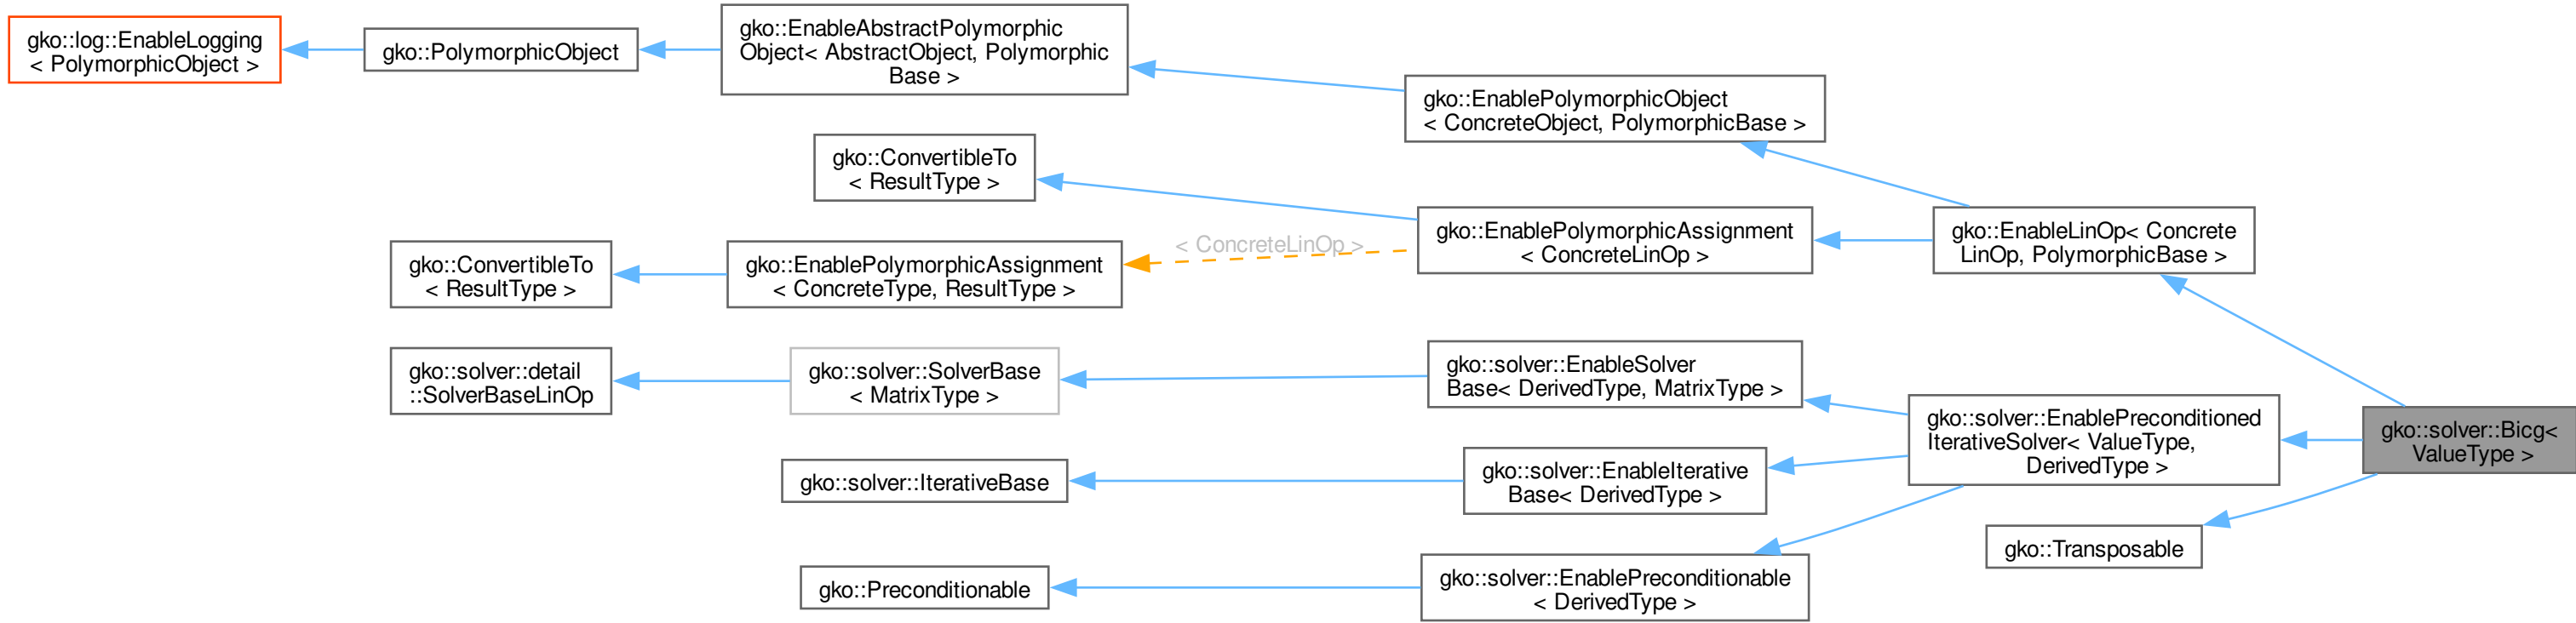 gko::log::EnableLogging
< PolymorphicObject >
gko::PolymorphicObject
gko::EnableAbstractPolymorphic
Object< AbstractObject, Polymorphic
Base >
gko::EnablePolymorphicObject
< ConcreteObject, PolymorphicBase >
gko::ConvertibleTo
< ResultType >
gko::EnablePolymorphicAssignment
< ConcreteLinOp >
gko::EnableLinOp< Concrete
LinOp, PolymorphicBase >
< ConcreteLinOp >
gko::ConvertibleTo
< ResultType >
gko::EnablePolymorphicAssignment
< ConcreteType, ResultType >
gko::solver::detail
::SolverBaseLinOp
gko::solver::SolverBase
< MatrixType >
gko::solver::EnableSolver
Base< DerivedType, MatrixType >
gko::solver::EnablePreconditioned
IterativeSolver< ValueType,
DerivedType >
gko::solver::Bicg<
ValueType >
gko::solver::IterativeBase
gko::solver::EnableIterative
Base< DerivedType >
gko::Transposable
gko::Preconditionable
gko::solver::EnablePreconditionable
< DerivedType >